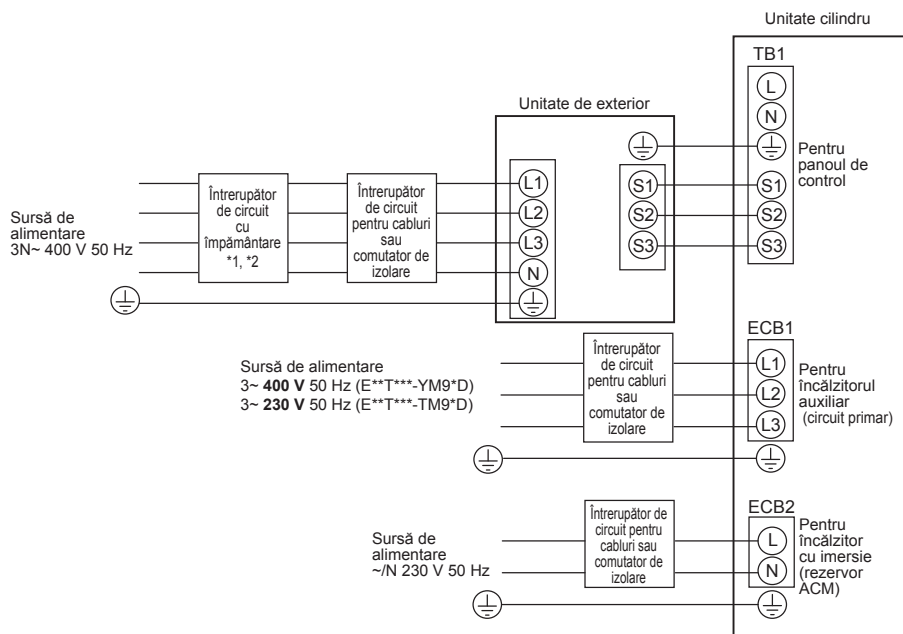 Unitate cilindru
TB1
L
N
Pentru
panoul de
control
S1
S2
S3
Unitate de exterior
S1
S2
S3
L1
L2
L3
N
Sursă de
alimentare
3N~ 400 V 50 Hz
Întrerupător
de circuit
cu
împământare
*1, *2
Întrerupător
de circuit
pentru cabluri
sau
comutator de
izolare
ECB1
L1
L2
L3
Pentru
încălzitorul
auxiliar
(circuit primar)
Sursă de alimentare
3~ 400 V 50 Hz (E**T***-YM9*D)
3~ 230 V 50 Hz (E**T***-TM9*D)
Întrerupător
de circuit
pentru cabluri
sau
comutator de
izolare
ECB2
L
N
Pentru
încălzitor
cu imersie
(rezervor
ACM)
Sursă de
alimentare
~/N 230 V 50 Hz
Întrerupător de
circuit pentru
cabluri sau
comutator de
izolare